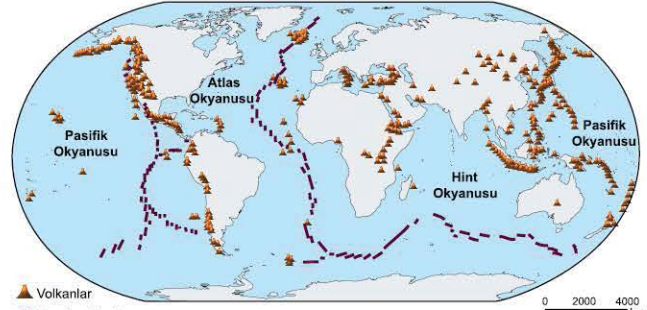 Atlas
Okyanusu
Pasifik
Okyanusu
Pasifik
Okyanusu
Hint
Okyanusu
Volkanlar
0 2000 4000